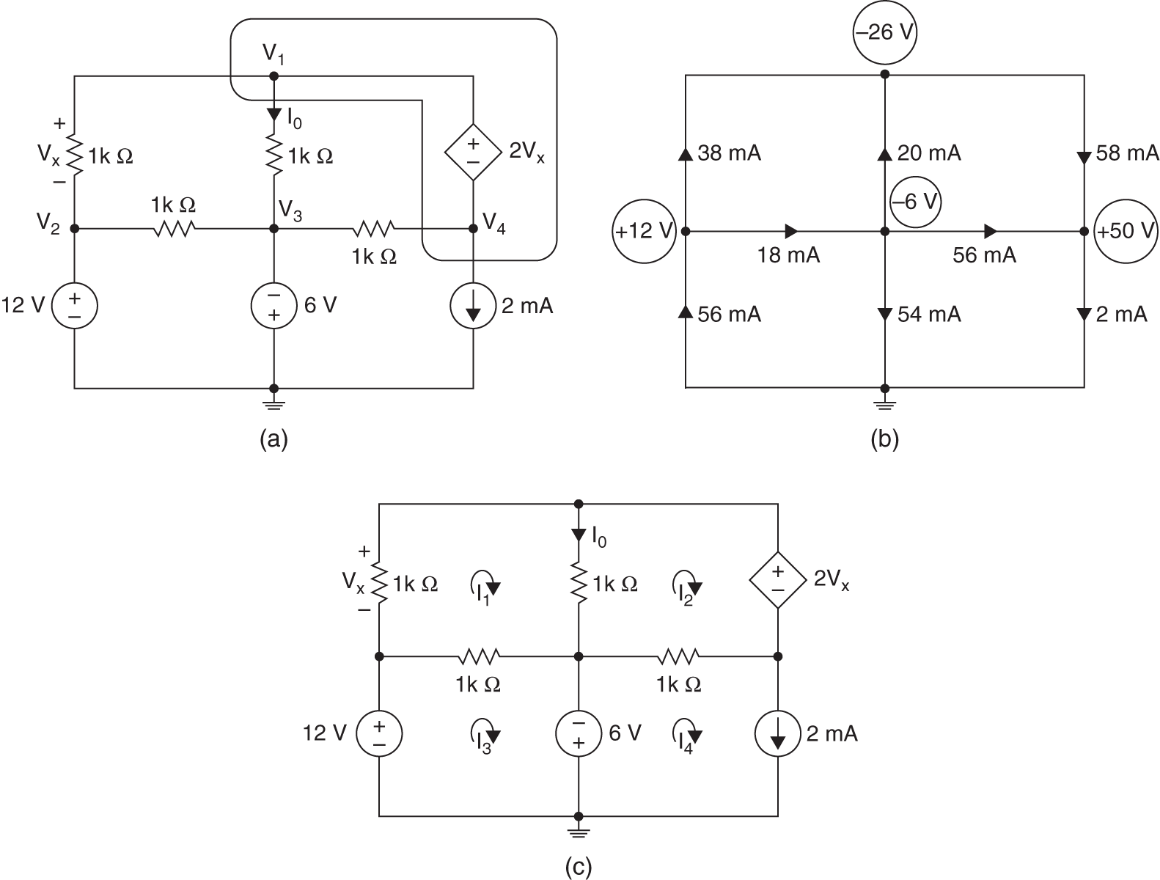 V1
I0
+
Vx 1k Ω
–
1k Ω
+
–
2Vx
V2
1k Ω
V3
1k Ω
V4
12 V
+
–
–
+
6 V
2 mA
(a)
–26 V
38 mA
20 mA
58 mA
–6 V
+12 V
+50 V
18 mA
56 mA
56 mA
54 mA
2 mA
(b)
I0
+
Vx 1k Ω
–
I1
1k Ω
I2
+
–
2Vx
1k Ω
1k Ω
12 V
+
–
I3
–
+
6 V
I4
2 mA
(c)